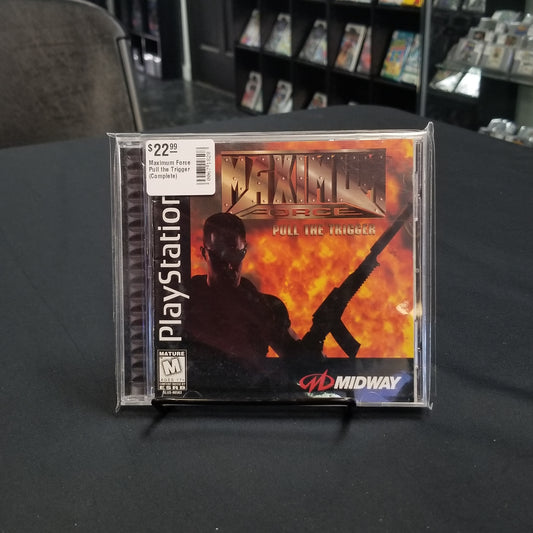 $22.99
Maximum Force
Pull the Trigger
(Complete)
MAXIMUM
FORCE
PULL THE TRIGGER
PlayStation
MATURE
M
ESRB
MIDWAY